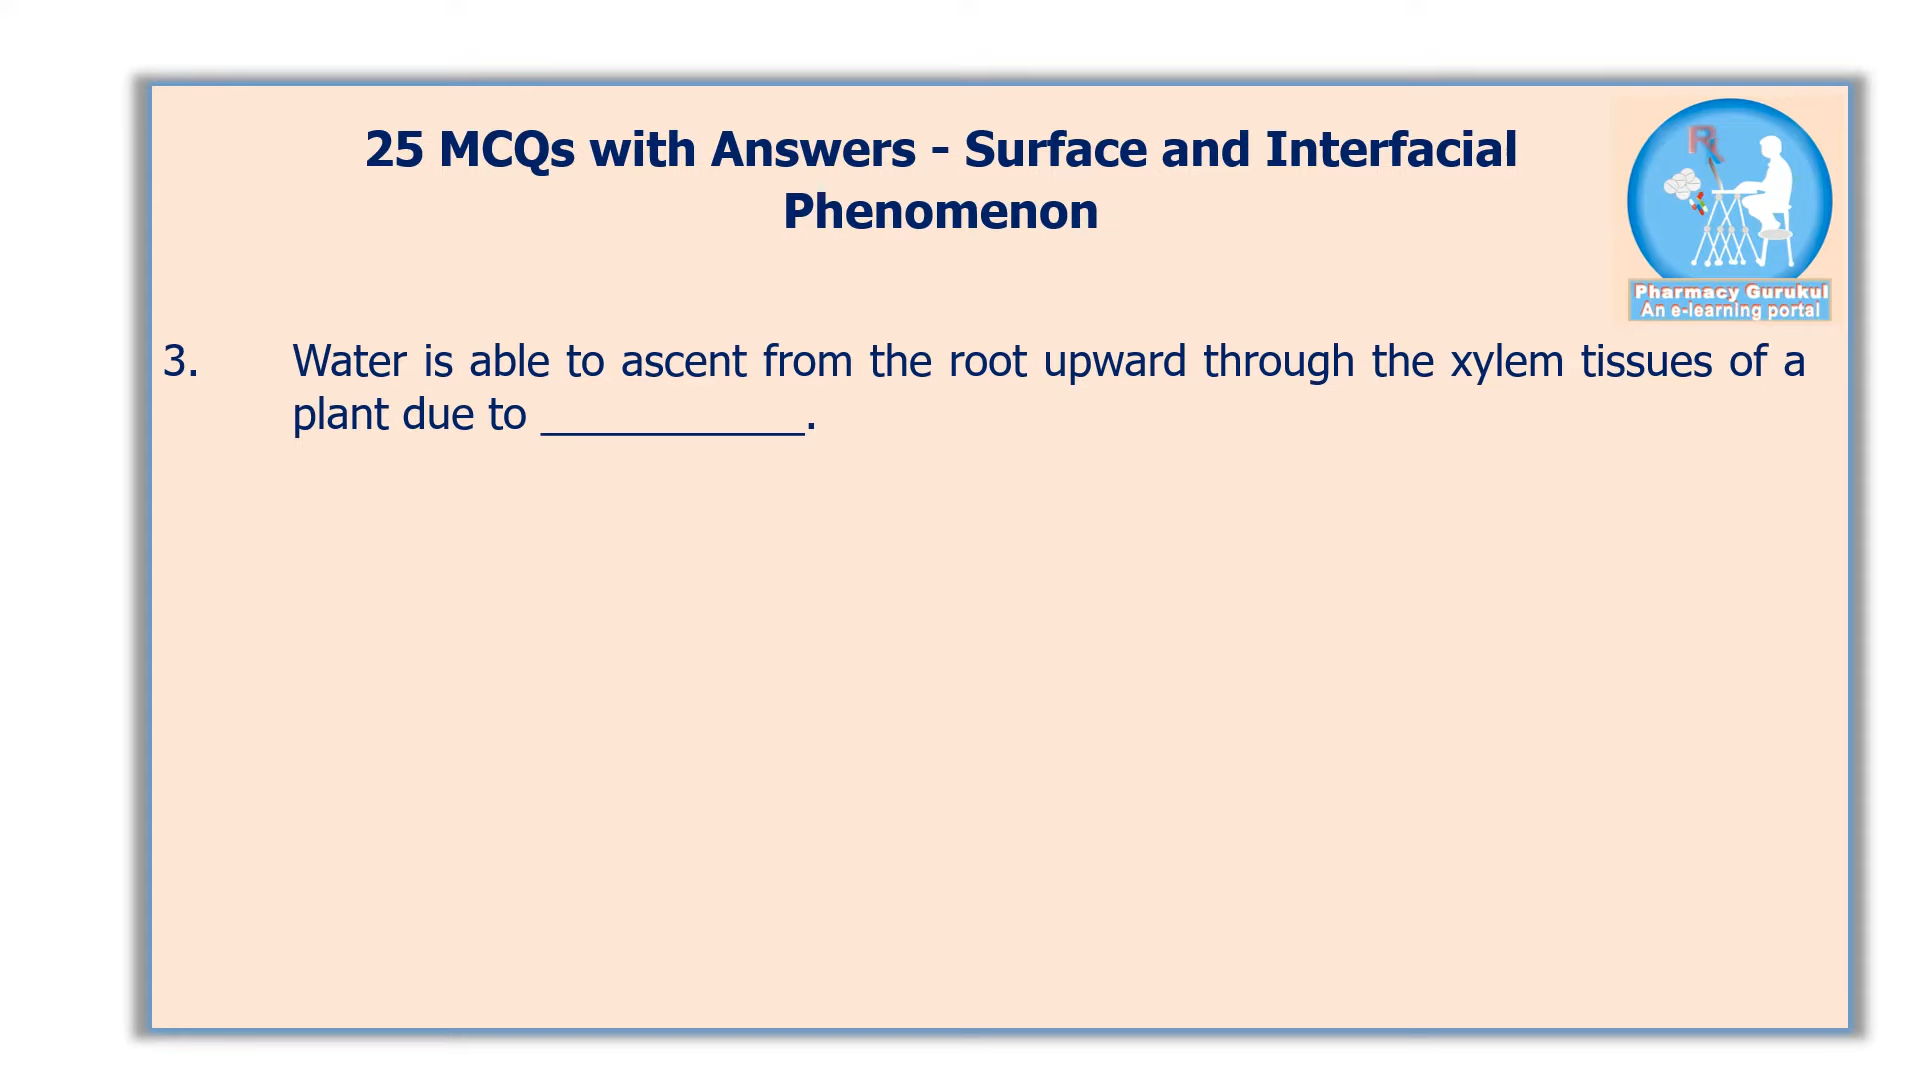 25 MCQs with Answers - Surface and Interfacial
Phenomenon
Rx
Pharmacy Gurukul
An e-learning portal
3. Water is able to ascent from the root upward through the xylem tissues of a
plant due to ____________.